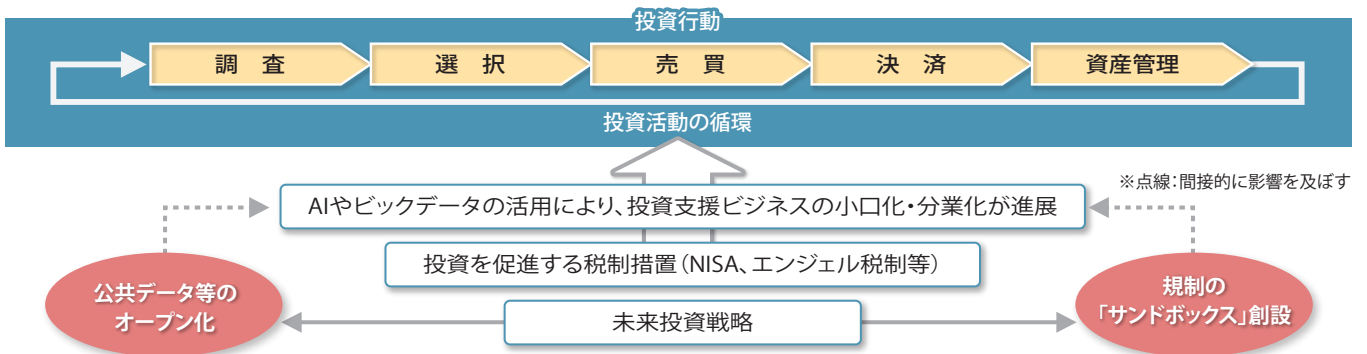 投資行動
調　査
選　択
売　買
決　済
資産管理
投資活動の循環
※点線：間接的に影響を及ぼす
AIやビックデータの活用により、投資支援ビジネスの小口化・分業化が進展
投資を促進する税制措置（NISA、エンジェル税制等）
公共データ等の
オープン化
未来投資戦略
規制の
「サンドボックス」創設